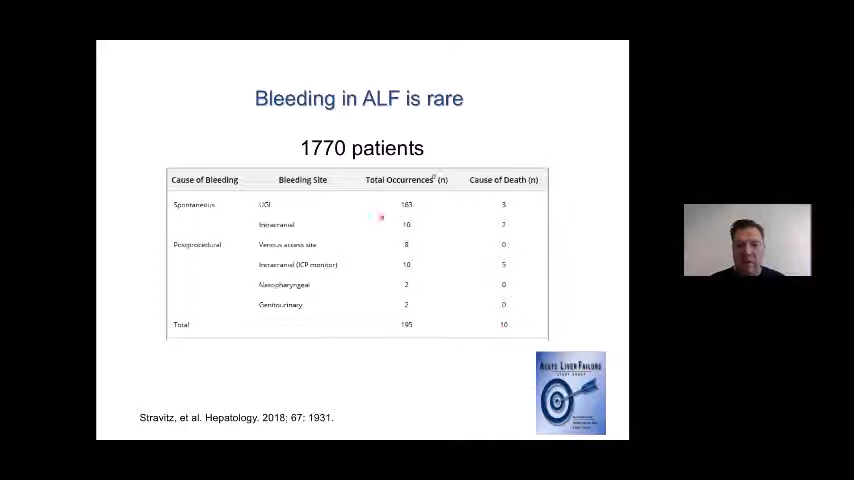 Bleeding in ALF is rare
1770 patients
Cause of Bleeding Bleeding Site Total Occurrences (n) Cause of Death (n)
Spontaneous UGI 163 3
Intracranial 10 2
Postprocedural Venous access site 8 0
Intracranial (ICP monitor) 10 5
Nasopharyngeal 2 0
Genitourinary 2 0
Total 195 10
ACUTE LIVER FAILURE
STUDY GROUP
Stravitz, et al. Hepatology. 2018; 67: 1931.